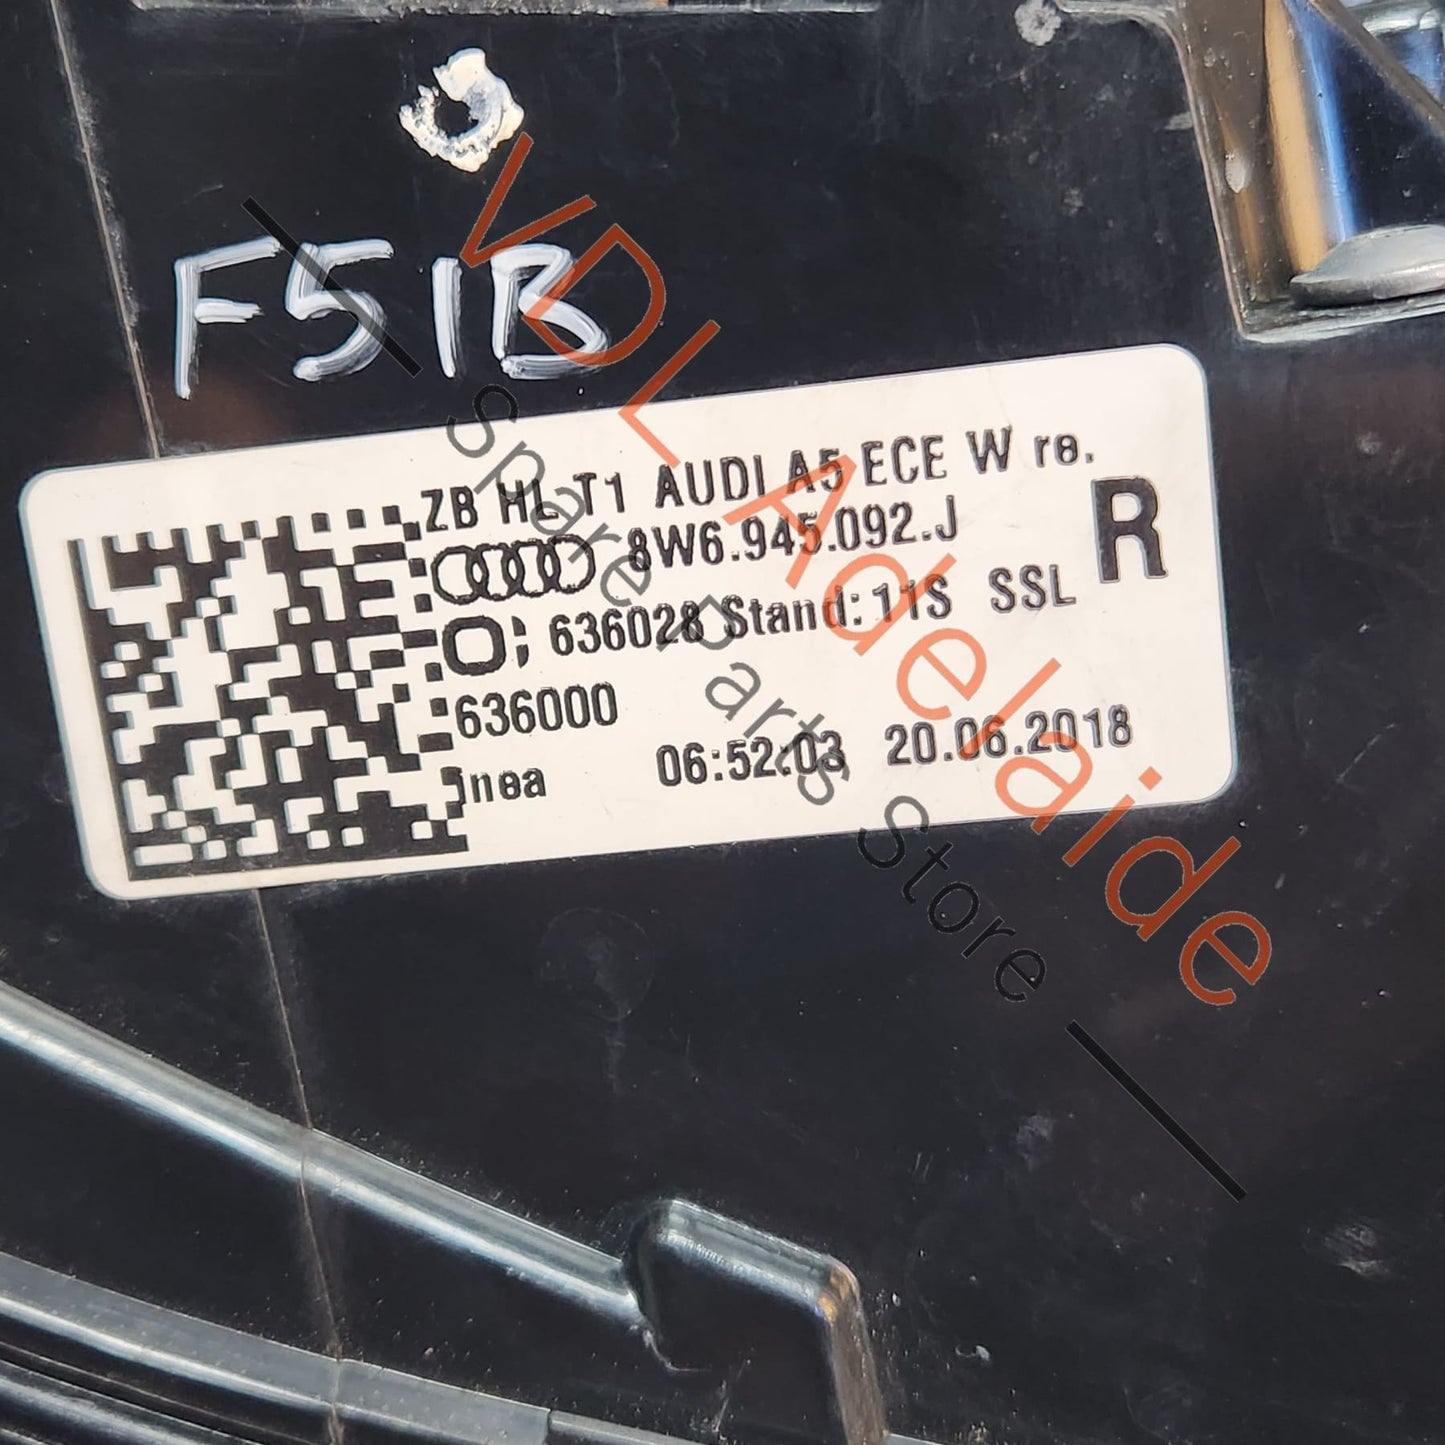 F51B
ZB HL T1 AUDI A5 ECE W re.
8W6.945.092.J
R
636028 Stand: 11S SSL
636000
06:52:03 20.06.2018
VDL Adelaide
Spare Parts Store